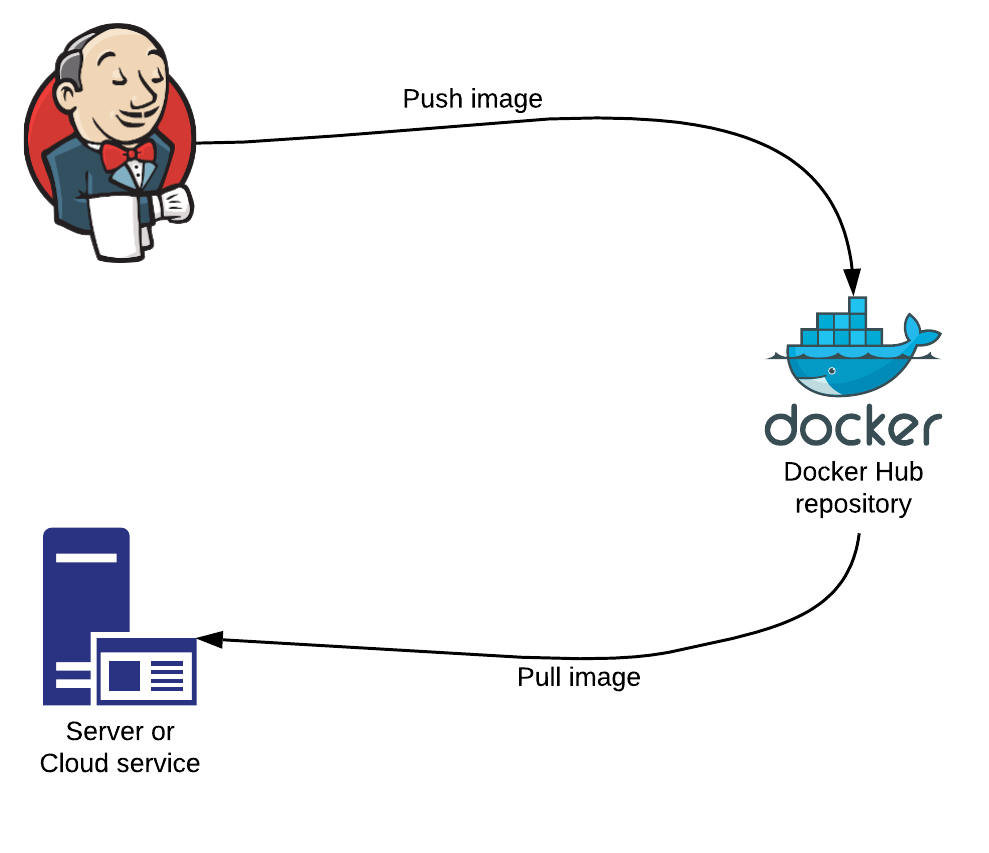 Push image
docker
Docker Hub
repository
Pull image
Server or
Cloud service